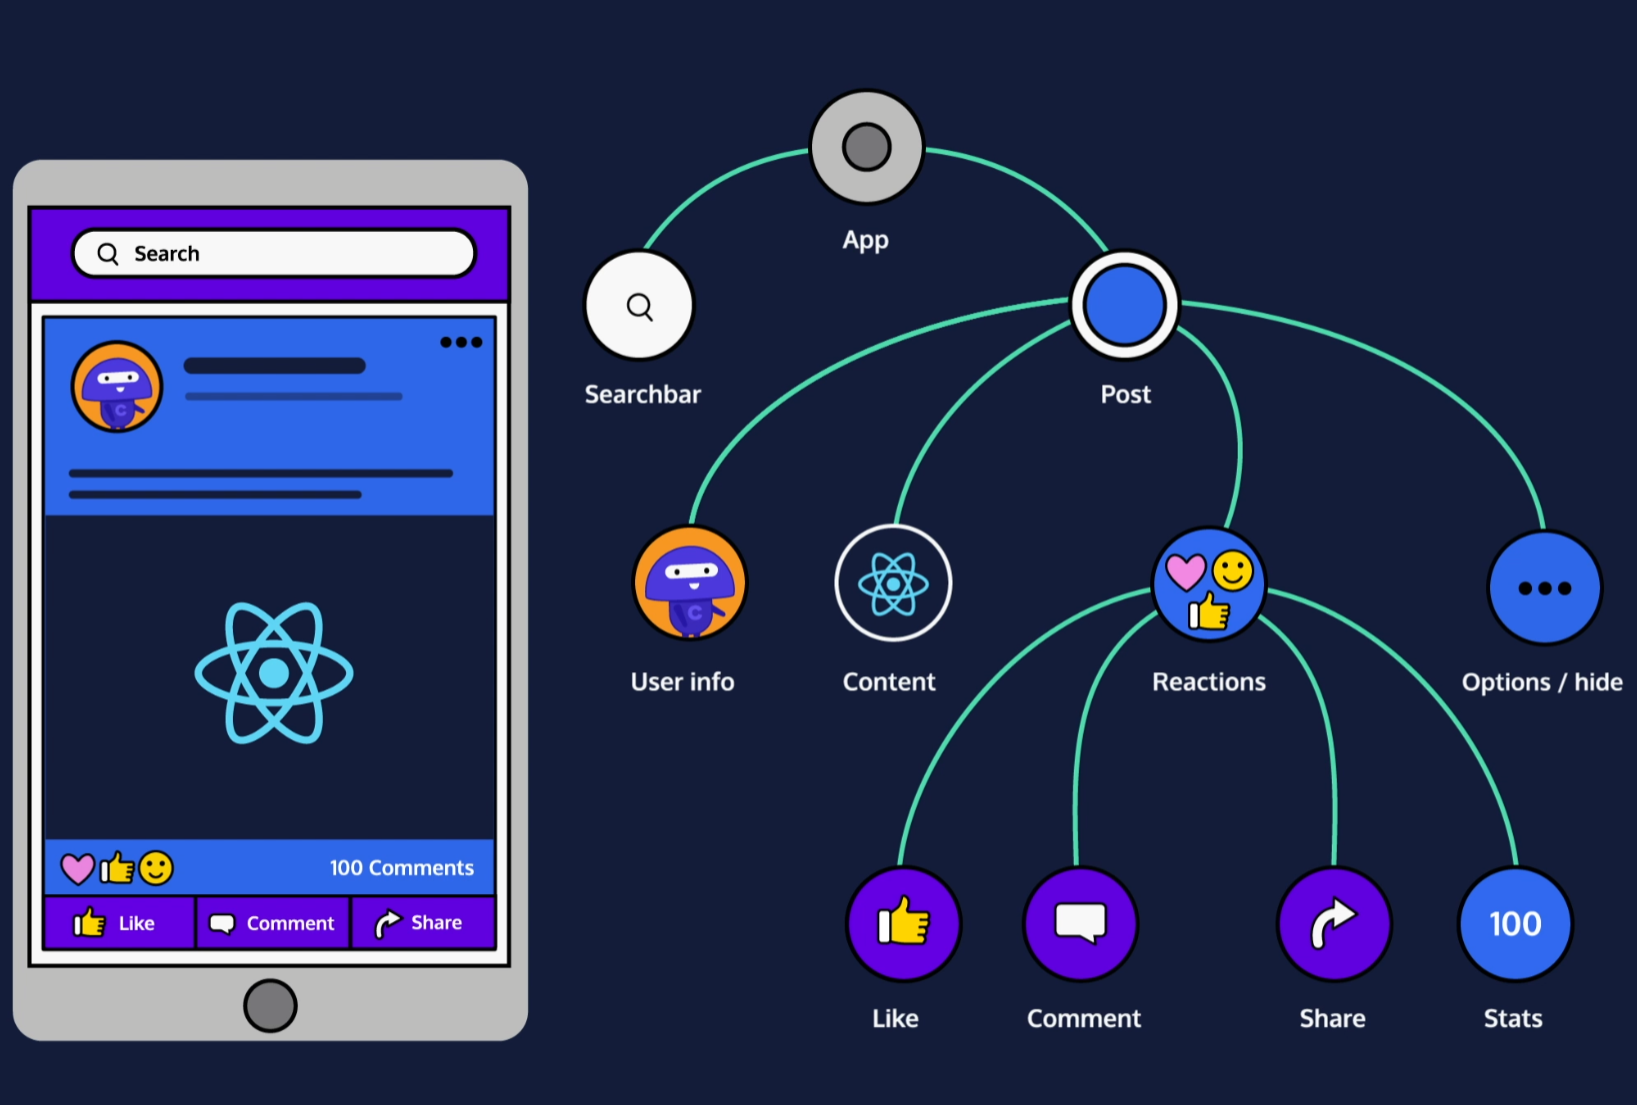 Search
100 Comments
Like
Comment
Share
App
Searchbar
Post
C
User info
Content
Reactions
Options / hide
100
Like
Comment
Share
Stats
C